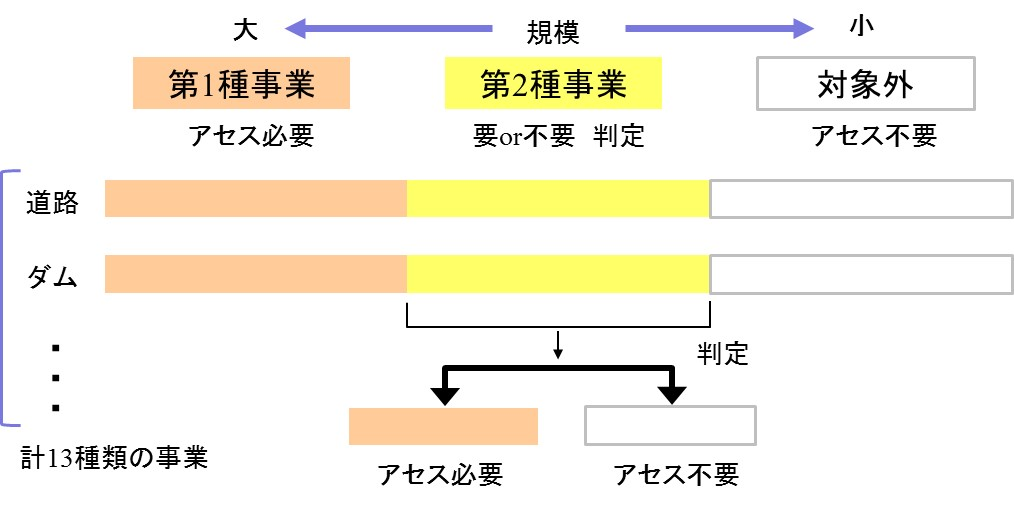 大 規模 小
第1種事業 第2種事業 対象外
アセス必要 要or不要 判定 アセス不要
道路
ダム
・
・
・
判定
計13種類の事業
アセス必要 アセス不要